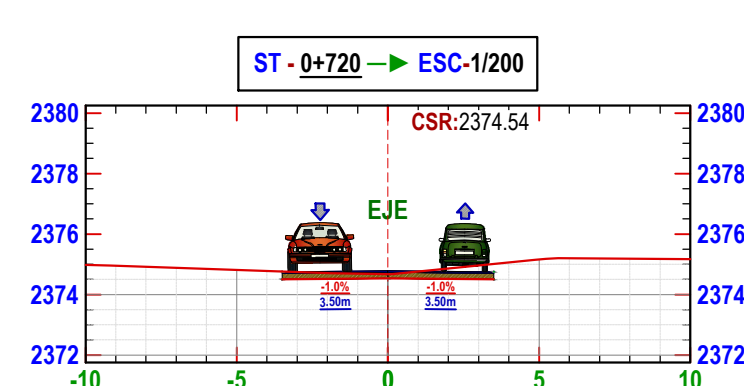 ST - 0+720 ESC-1/200
2380 2380
CSR:2374.54
2378 2378
2376 2376
EJE
2374 2374
-1.0% -1.0%
3.50m 3.50m
2372 2372
-10 -5 0 5 10